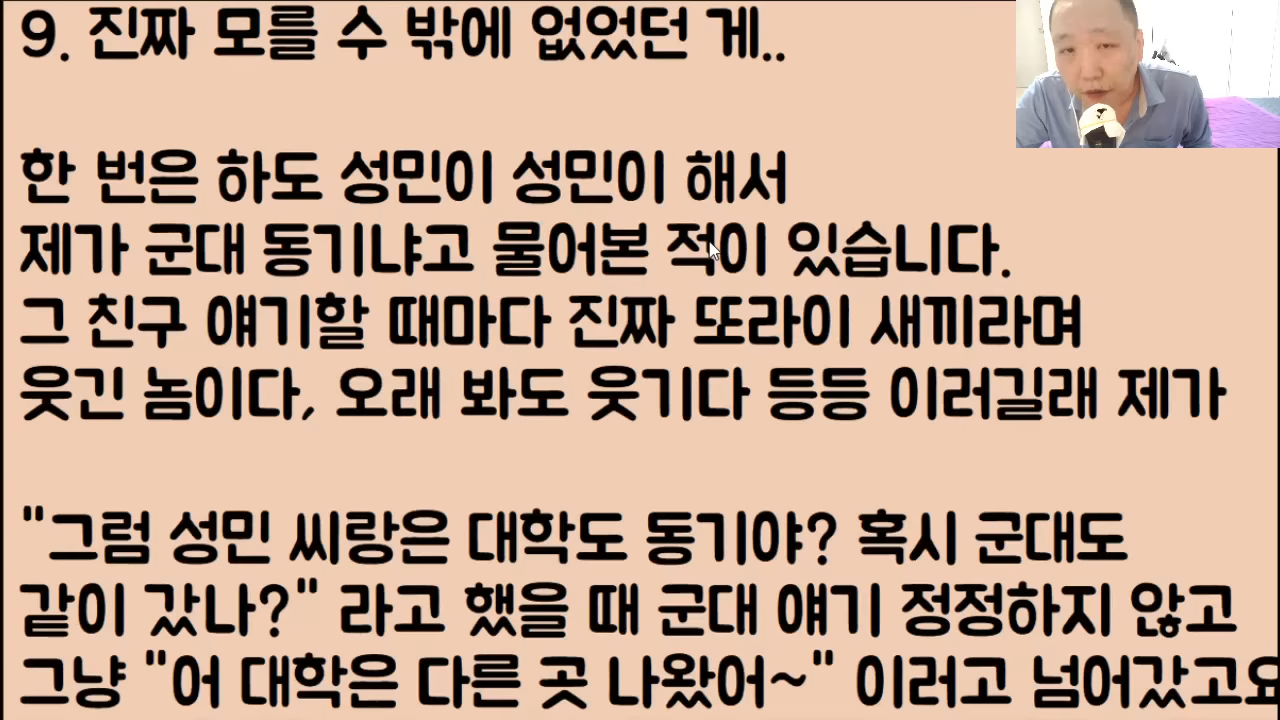 9. 진짜 모를 수 밖에 없었던 게..
한 번은 하도 성민이 성민이 해서
제가 군대 동기냐고 물어본 적이 있습니다.
그 친구 얘기할 때마다 진짜 또라이 새끼라며
웃긴 놈이다, 오래 봐도 웃기다 등등 이러길래 제가
"그럼 성민 씨랑은 대학도 동기야? 혹시 군대도
같이 갔나?" 라고 했을 때 군대 얘기 정정하지 않고
그냥 "어 대학은 다른 곳 나왔어~" 이러고 넘어갔고요